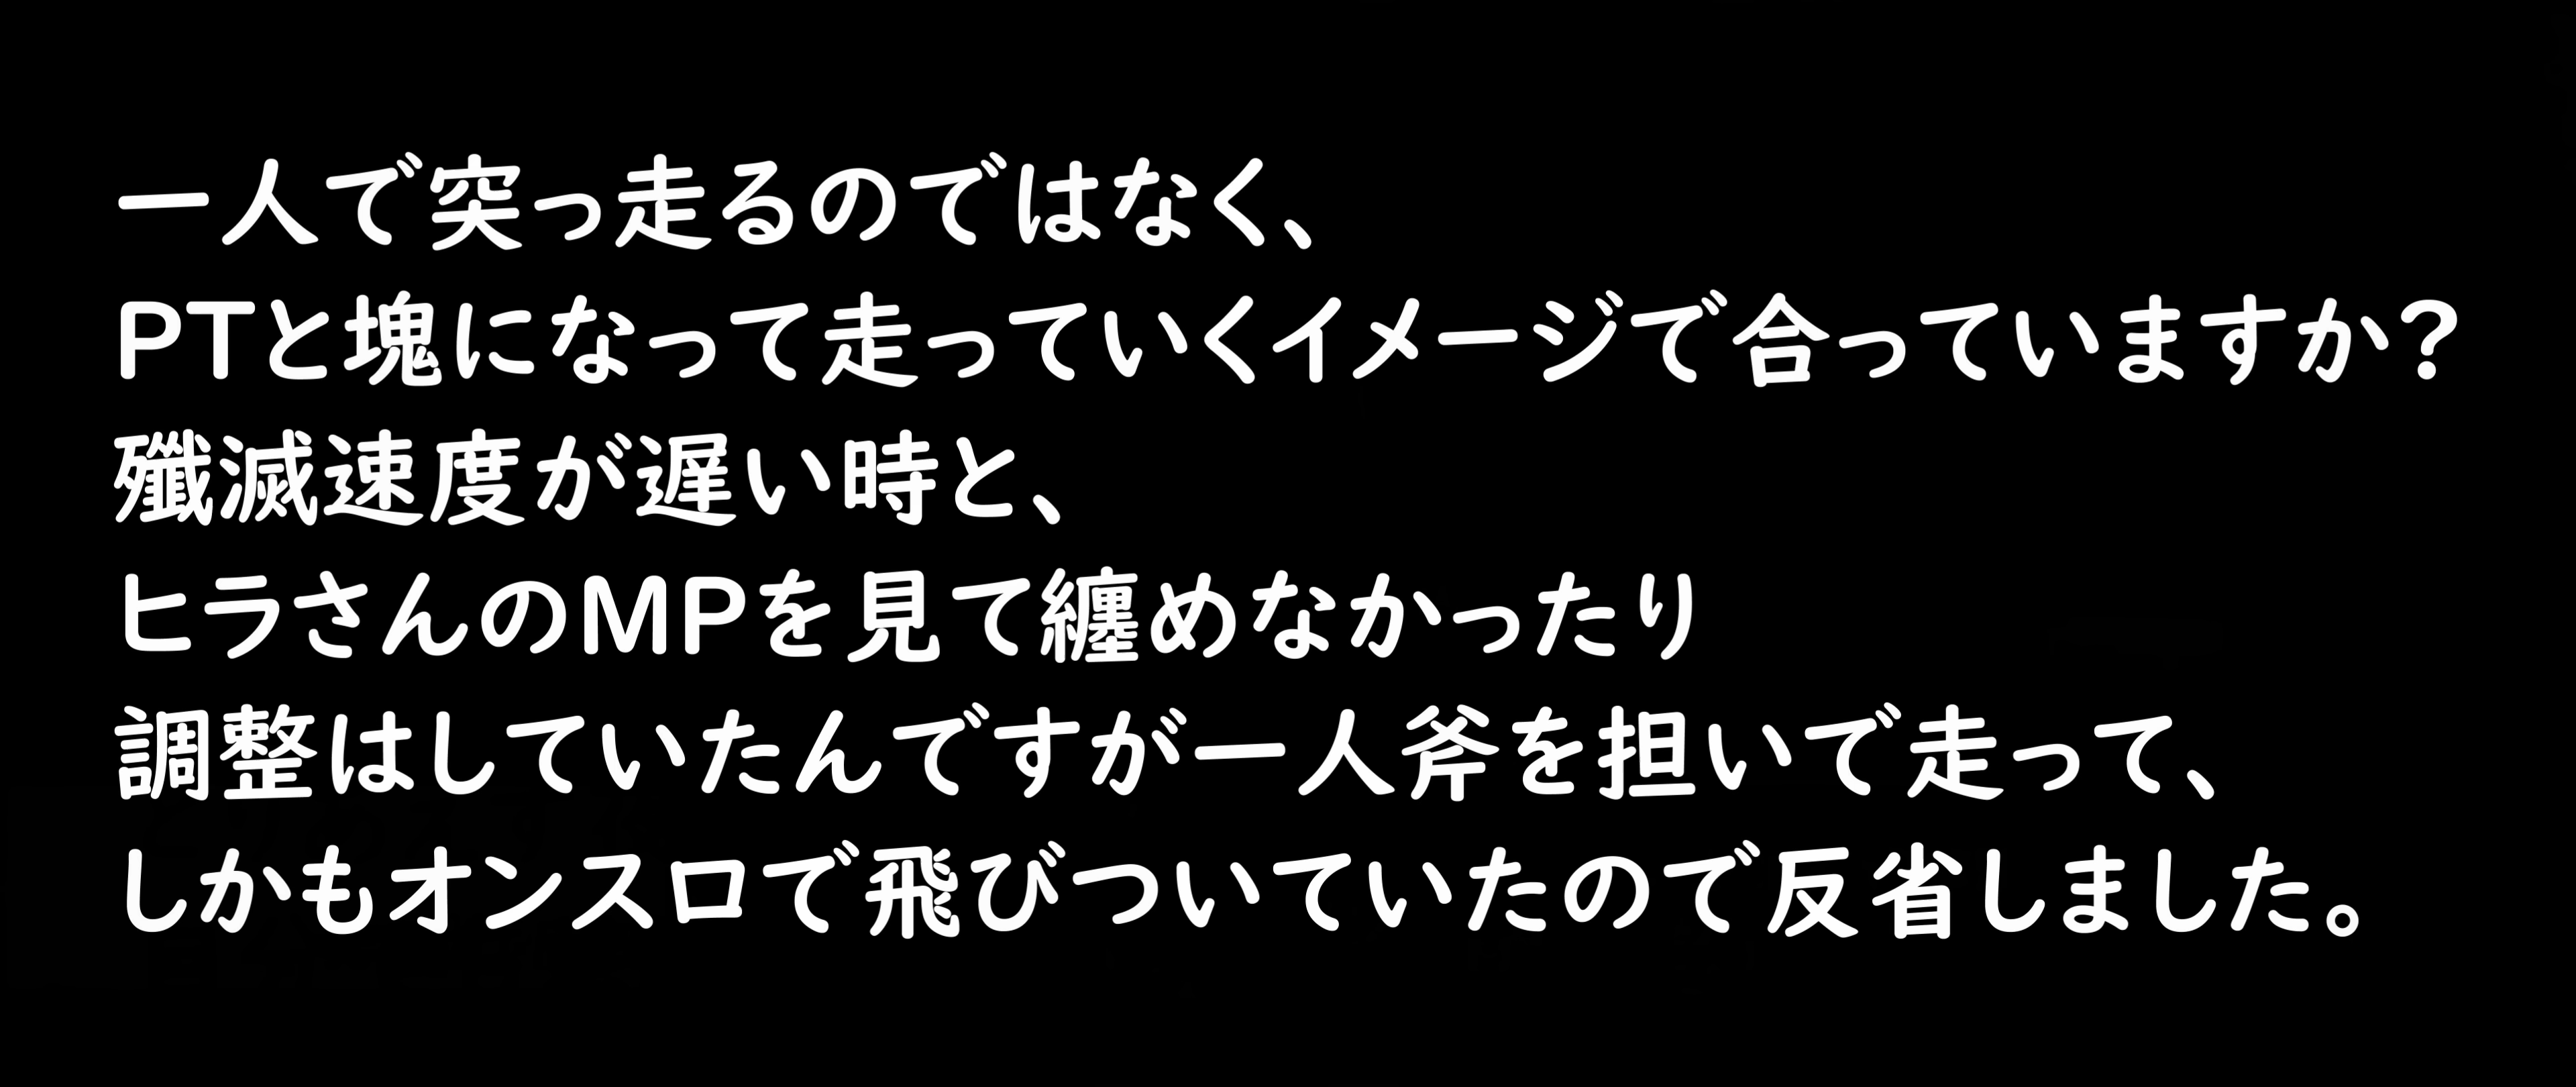 一人で突っ走るのではなく、
PTと塊になって走っていくイメージで合っていますか？
殲滅速度が遅い時と、
ヒラさんのMPを見て纏めなかったり
調整はしていたんですが一人斧を担いで走って、
しかもオンスロで飛びついていたので反省しました。